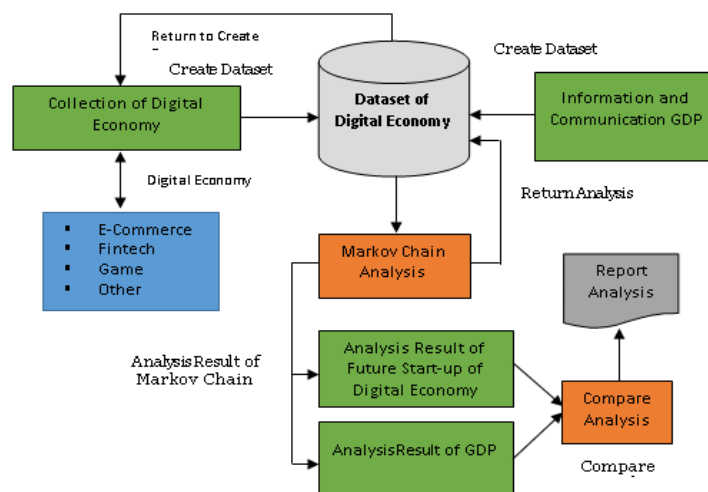 Return to Create
Create Dataset
Create Dataset
Collection of Digital
Economy
Dataset of
Digital Economy
Information and
Communication GDP
Digital Economy
Return Analysis
E-Commerce
Fintech
Game
Other
Markov Chain
Analysis
Report
Analysis
Analysis Result of
Markov Chain
Analysis Result of
Future Start-up of
Digital Economy
Compare
Analysis
Analysis Result of GDP
Compare